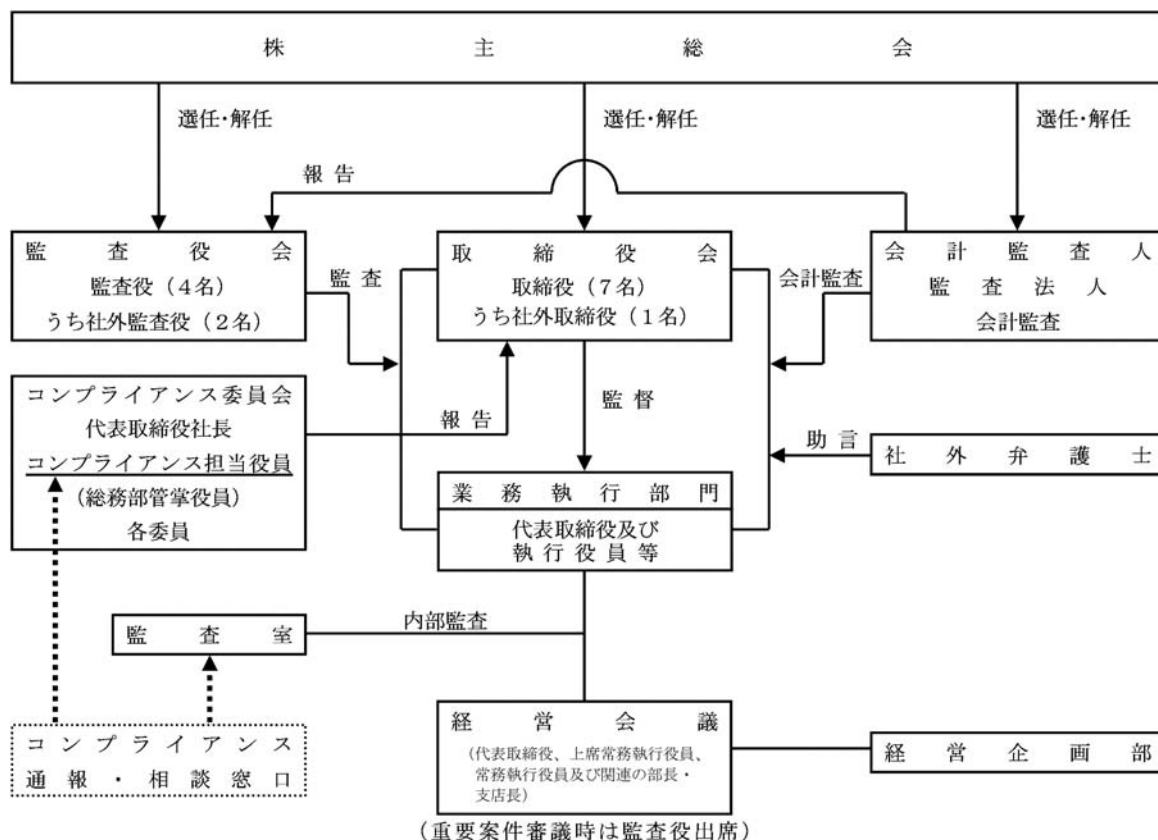 株主総会
選任・解任
選任・解任
選任・解任
報告
監査役会
監査役（4名）
うち社外監査役（2名）
監査
取締役会
取締役（7名）
うち社外取締役（1名）
会計監査
会計監査人
監査法人
会計監査
コンプライアンス委員会
代表取締役社長
コンプライアンス担当役員
（総務部管掌役員）
各委員
報告
監督
助言
社外弁護士
業務執行部門
代表取締役及び
執行役員等
監査室
内部監査
コンプライアンス
通報・相談窓口
経営会議
（代表取締役、上席常務執行役員、
常務執行役員及び関連の部長・
支店長）
経営企画部
（重要案件審議時は監査役出席）